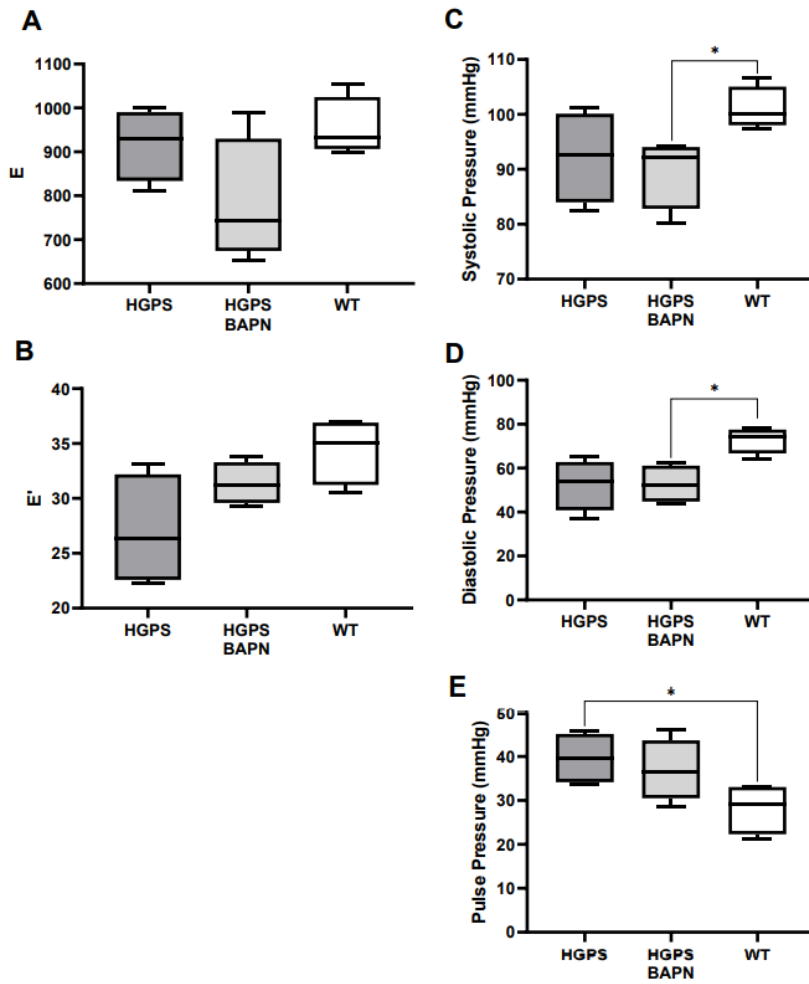 A
1100
1000
900
800
700
600
E
HGPS
HGPS
BAPN
WT
B
40
35
30
25
20
E'
HGPS
HGPS
BAPN
WT
C
110
100
90
80
70
Systolic Pressure (mmHg)
*
HGPS
HGPS
BAPN
WT
D
100
80
60
40
20
0
Diastolic Pressure (mmHg)
*
HGPS
HGPS
BAPN
WT
E
50
40
30
20
10
0
Pulse Pressure (mmHg)
*
HGPS
HGPS
BAPN
WT